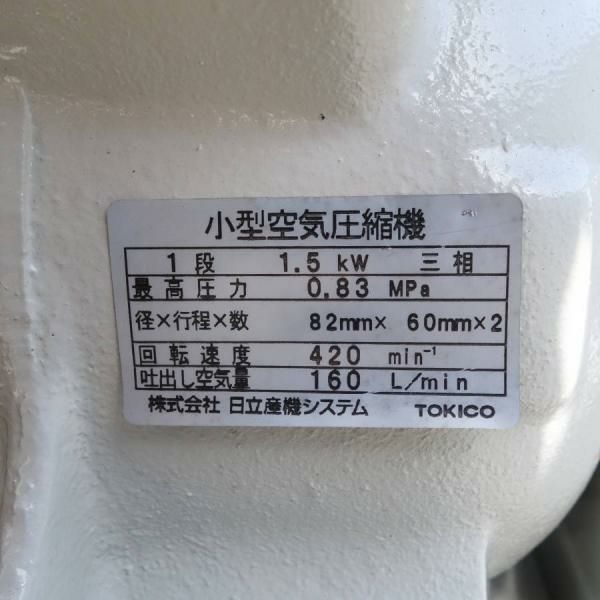 小型空気圧縮機
1段 1.5 kW 三相
最高圧力 0.83 MPa
径×行程×数 82mm× 60mm×2
回転速度 420 min⁻¹
吐出し空気量 160 L/min
株式会社 日立産機システム TOKICO